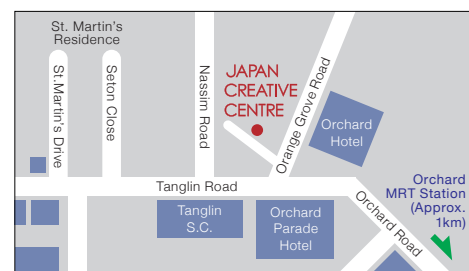 St. Martin's
Residence
St.Martin's Drive
Seton Close
Nassim Road
JAPAN
CREATIVE
CENTRE
Orange Grove Road
Orchard
Hotel
Tanglin Road
Orchard
MRT Station
(Approx.
1km)
Tanglin
S.C.
Orchard
Parade
Hotel
Orchard Road